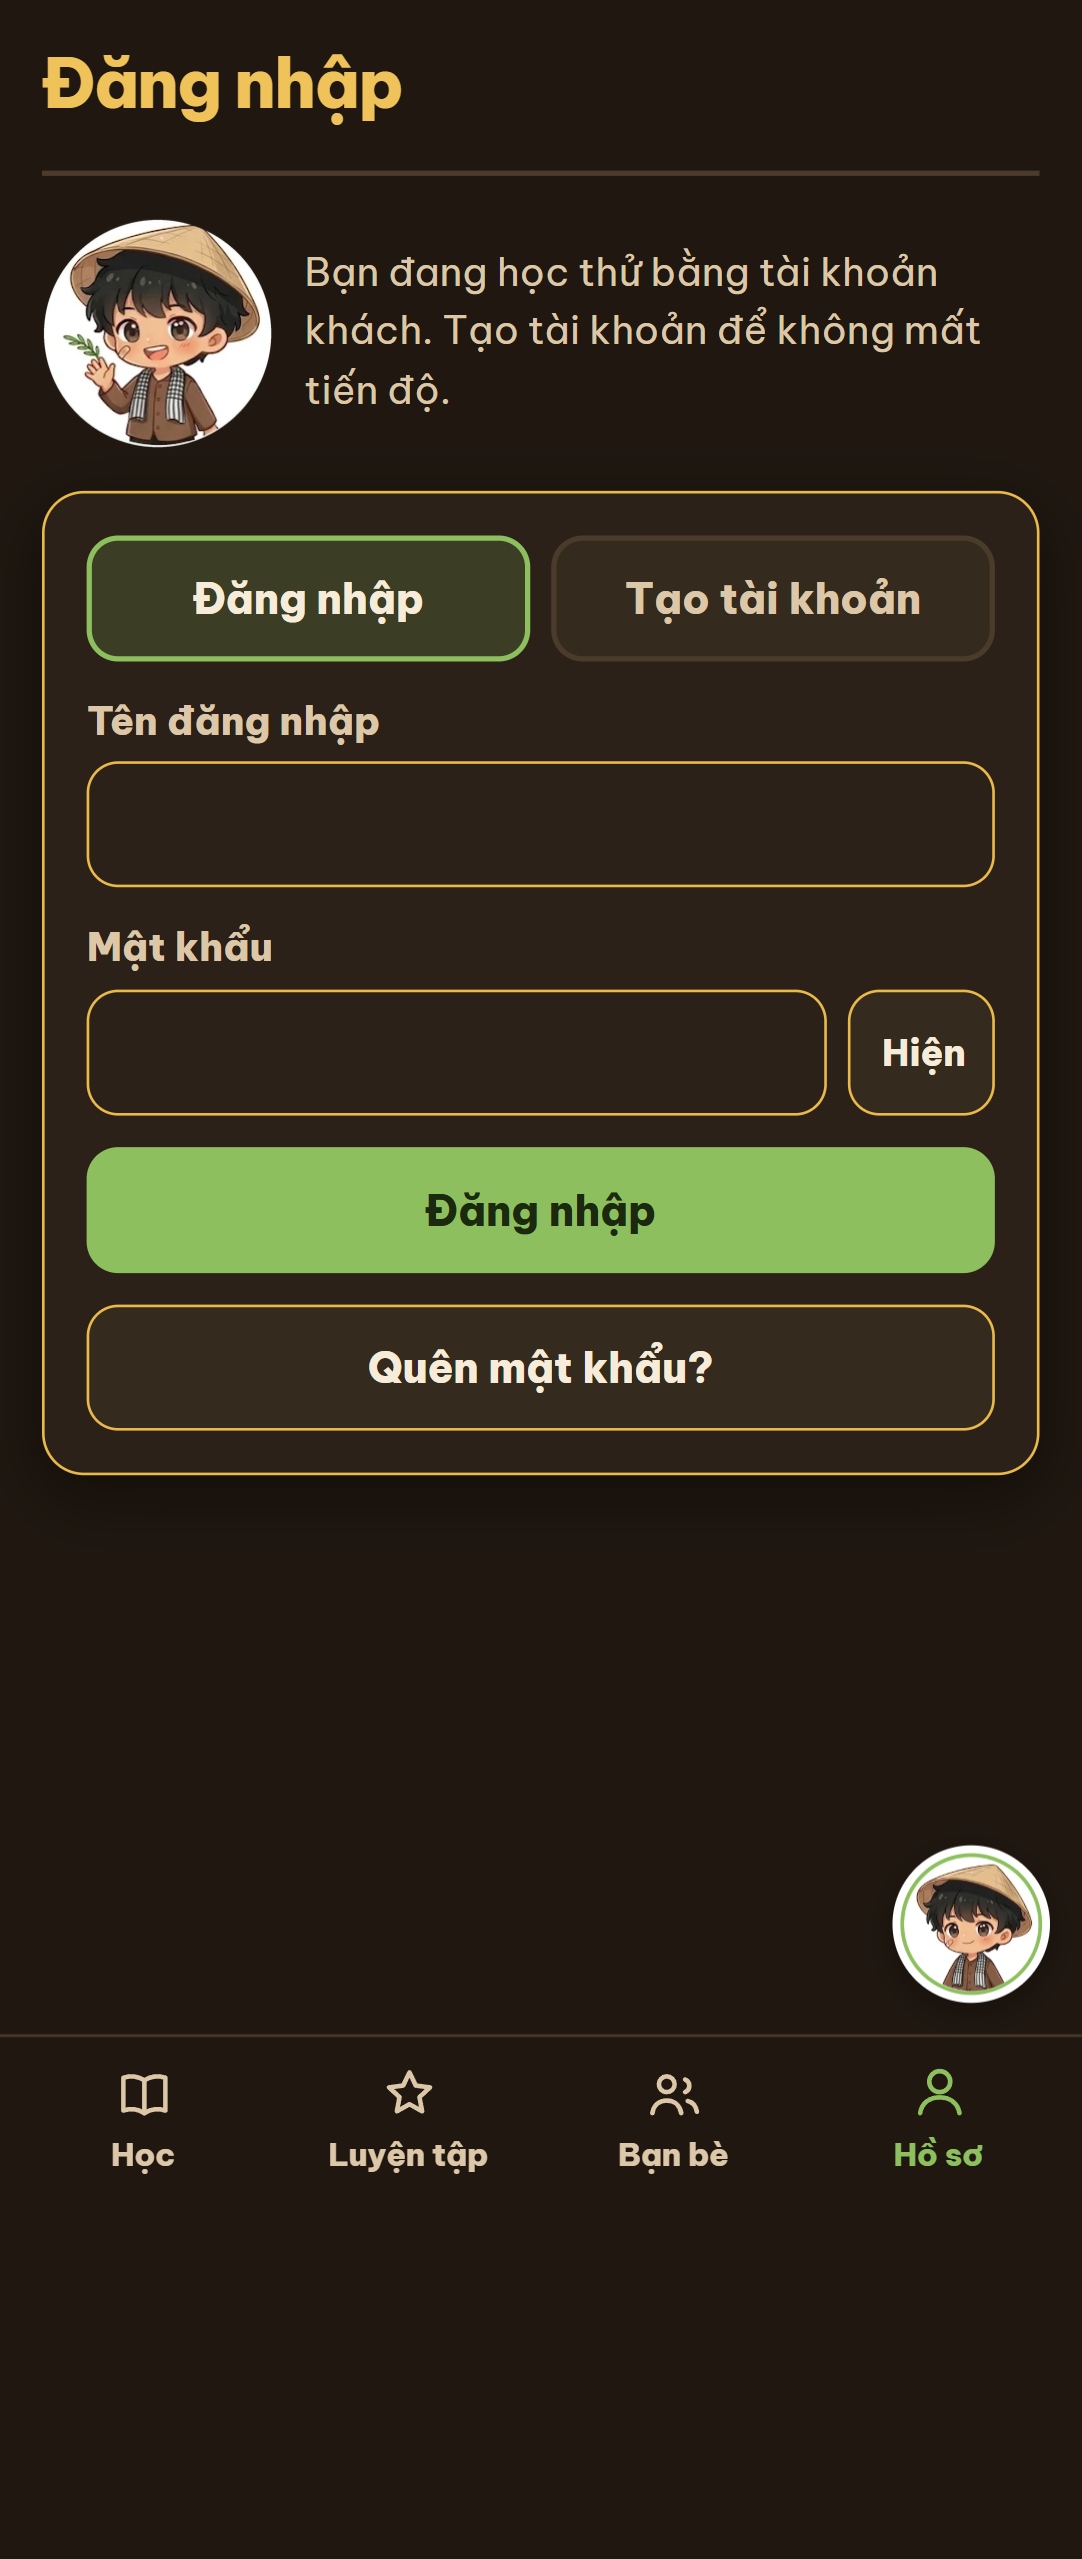 Đăng nhập
Bạn đang học thử bằng tài khoản
khách. Tạo tài khoản để không mất
tiến độ.
Đăng nhập
Tạo tài khoản
Tên đăng nhập
Mật khẩu
Hiện
Đăng nhập
Quên mật khẩu?
Học
Luyện tập
Bạn bè
Hồ sơ